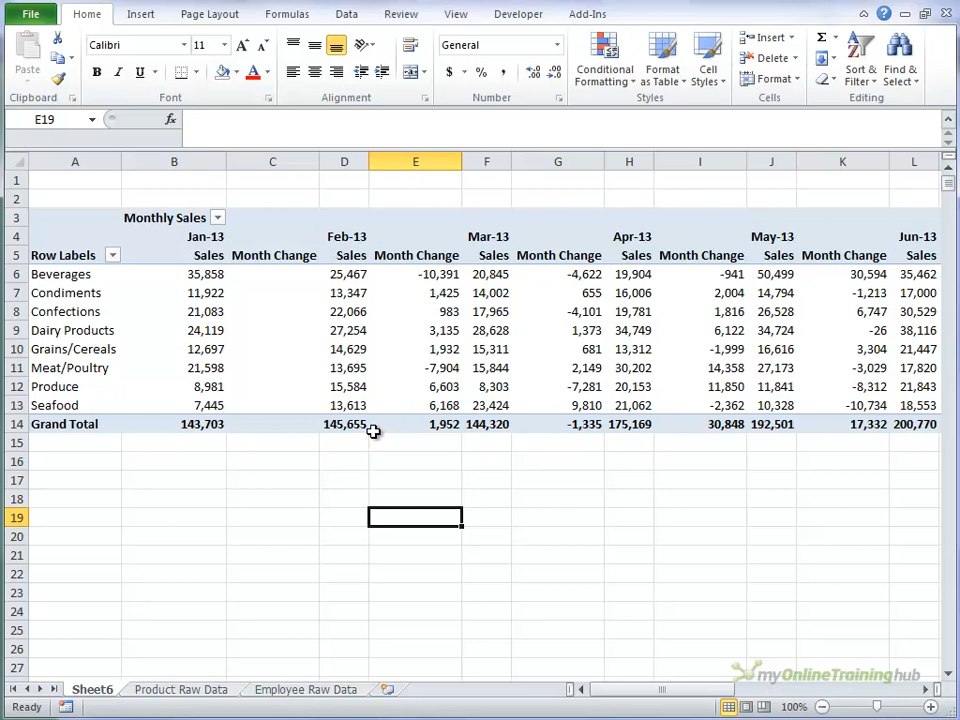 File Home Insert Page Layout Formulas Data Review View Developer Add-Ins
Calibri 11 General Insert Σ
Paste B I U $ % , .0 .00 .00 .0 Conditional Formatting Format as Table Cell Styles Delete Format Sort & Filter Find & Select
Clipboard Font Alignment Number Styles Cells Editing
E19 fx
A B C D E F G H I J K L
1
2
3 Monthly Sales
4 Jan-13 Feb-13 Mar-13 Apr-13 May-13 Jun-13
5 Row Labels Sales Month Change Sales Month Change Sales Month Change Sales Month Change Sales Month Change Sales
6 Beverages 35,858 25,467 -10,391 20,845 -4,622 19,904 -941 50,499 30,594 35,462
7 Condiments 11,922 13,347 1,425 14,002 655 16,006 2,004 14,794 -1,213 17,000
8 Confections 21,083 22,066 983 17,965 -4,101 19,781 1,816 26,528 6,747 30,529
9 Dairy Products 24,119 27,254 3,135 28,628 1,373 34,749 6,122 34,724 -26 38,116
10 Grains/Cereals 12,697 14,629 1,932 15,311 681 13,312 -1,999 16,616 3,304 21,447
11 Meat/Poultry 21,598 13,695 -7,904 15,844 2,149 30,202 14,358 27,173 -3,029 17,820
12 Produce 8,981 15,584 6,603 8,303 -7,281 20,153 11,850 11,841 -8,312 21,843
13 Seafood 7,445 13,613 6,168 23,424 9,810 21,062 -2,362 10,328 -10,734 18,553
14 Grand Total 143,703 145,655 1,952 144,320 -1,335 175,169 30,848 192,501 17,332 200,770
15
16
17
18
19
20
21
22
23
24
25
26
27
myOnlineTraininghub
Sheet6 Product Raw Data Employee Raw Data
Ready 100%